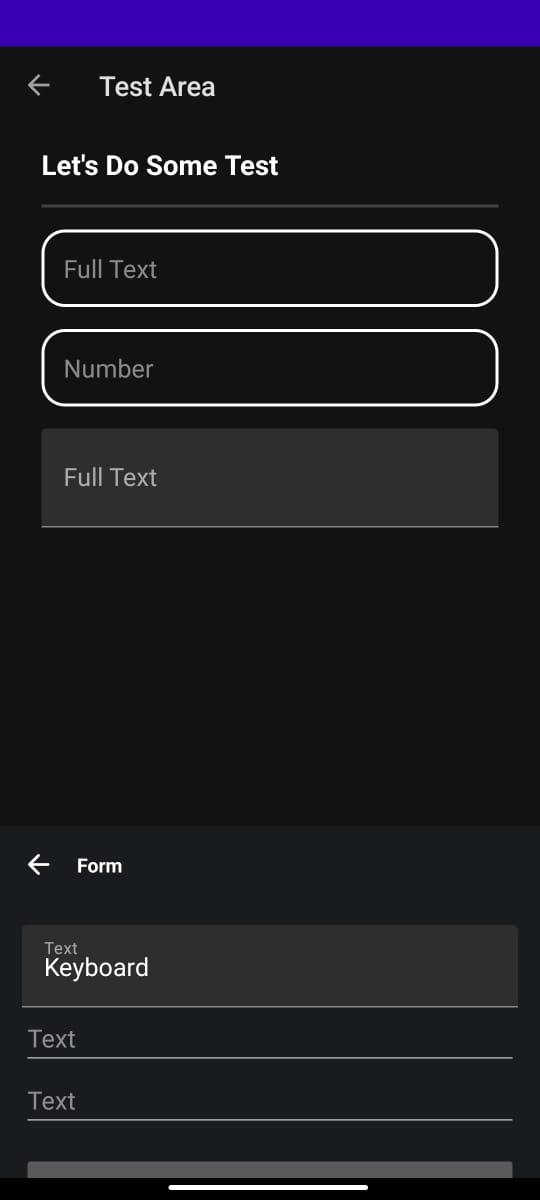 Test Area
Let's Do Some Test
Full Text
Number
Full Text
Form
Text
Keyboard
Text
Text